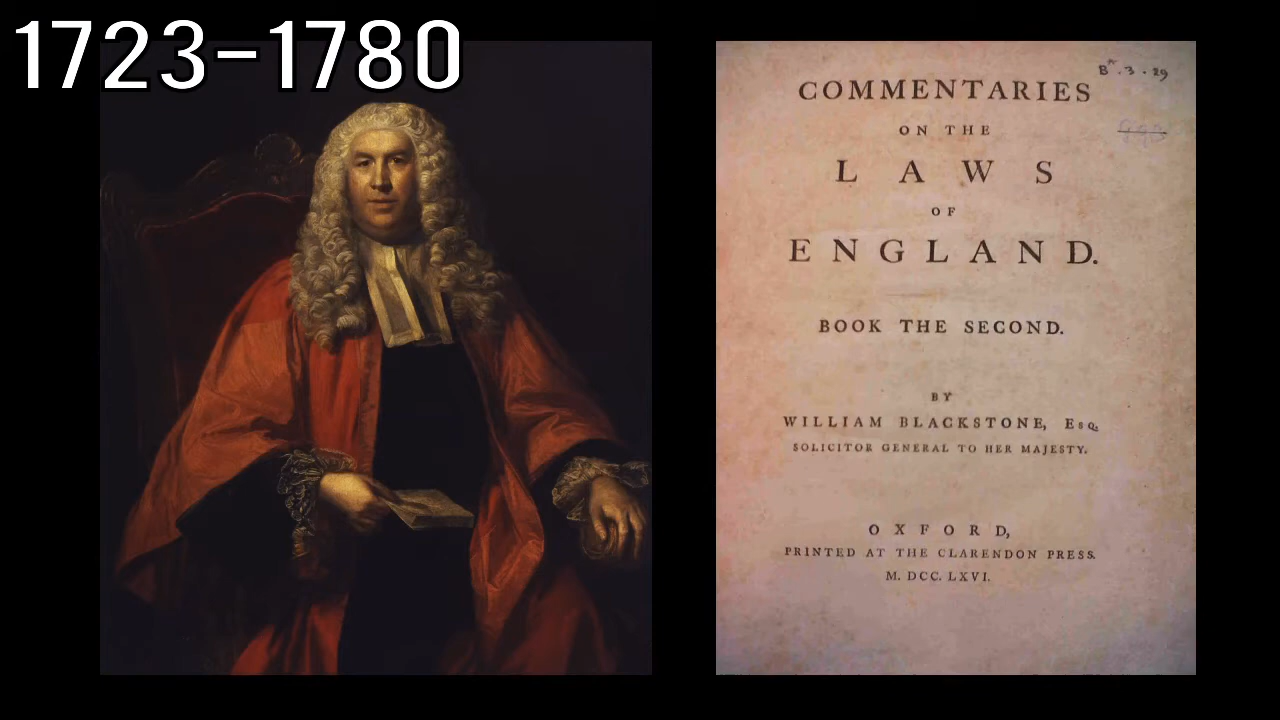 1723-1780
COMMENTARIES
ON THE
LAWS
OF
ENGLAND.
BOOK THE SECOND.
BY
WILLIAM BLACKSTONE, Esq.
SOLICITOR GENERAL TO HER MAJESTY.
OXFORD,
PRINTED AT THE CLARENDON PRESS.
M. DCC. LXVI.